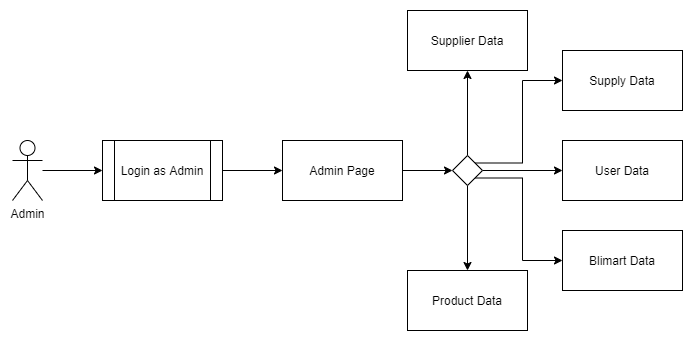 Supplier Data
Supply Data
Admin
Login as Admin
Admin Page
User Data
Blimart Data
Product Data